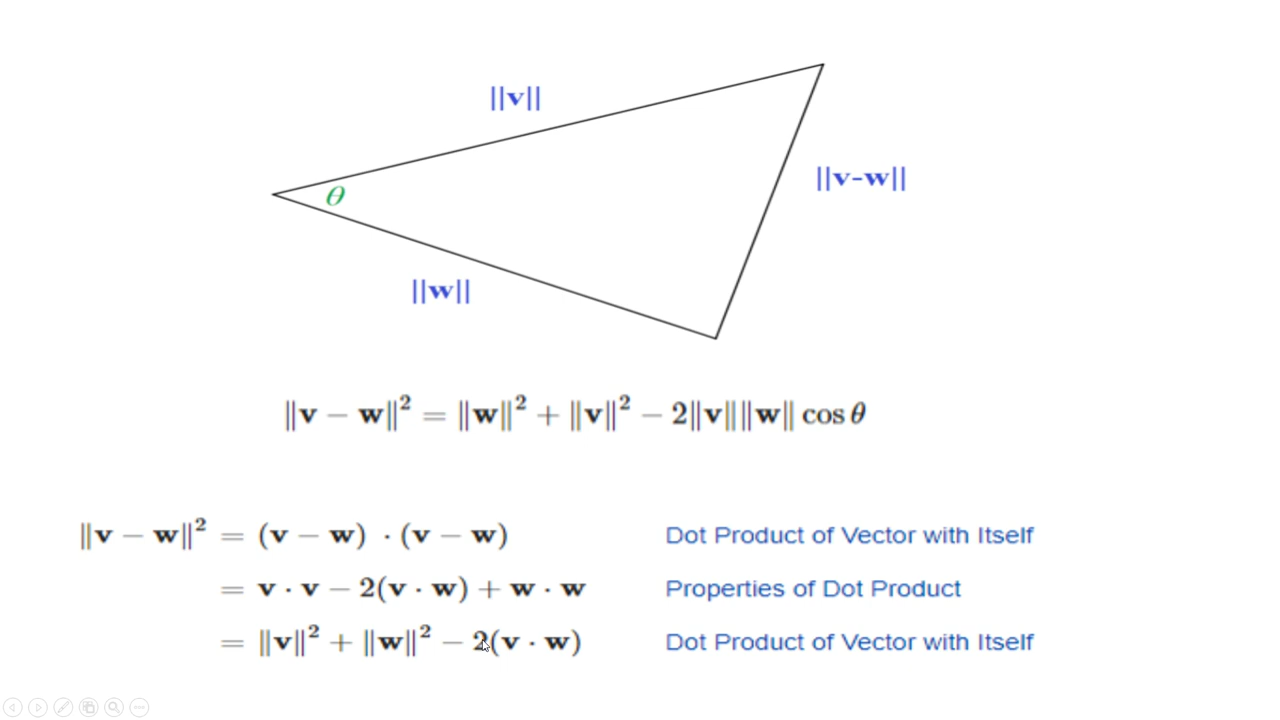 ||v||
||v-w||
θ
||w||
‖v − w‖² = ‖w‖² + ‖v‖² − 2‖v‖‖w‖ cos θ
‖v − w‖² = (v − w) · (v − w) Dot Product of Vector with Itself
= v · v − 2(v · w) + w · w Properties of Dot Product
= ‖v‖² + ‖w‖² − 2(v · w) Dot Product of Vector with Itself